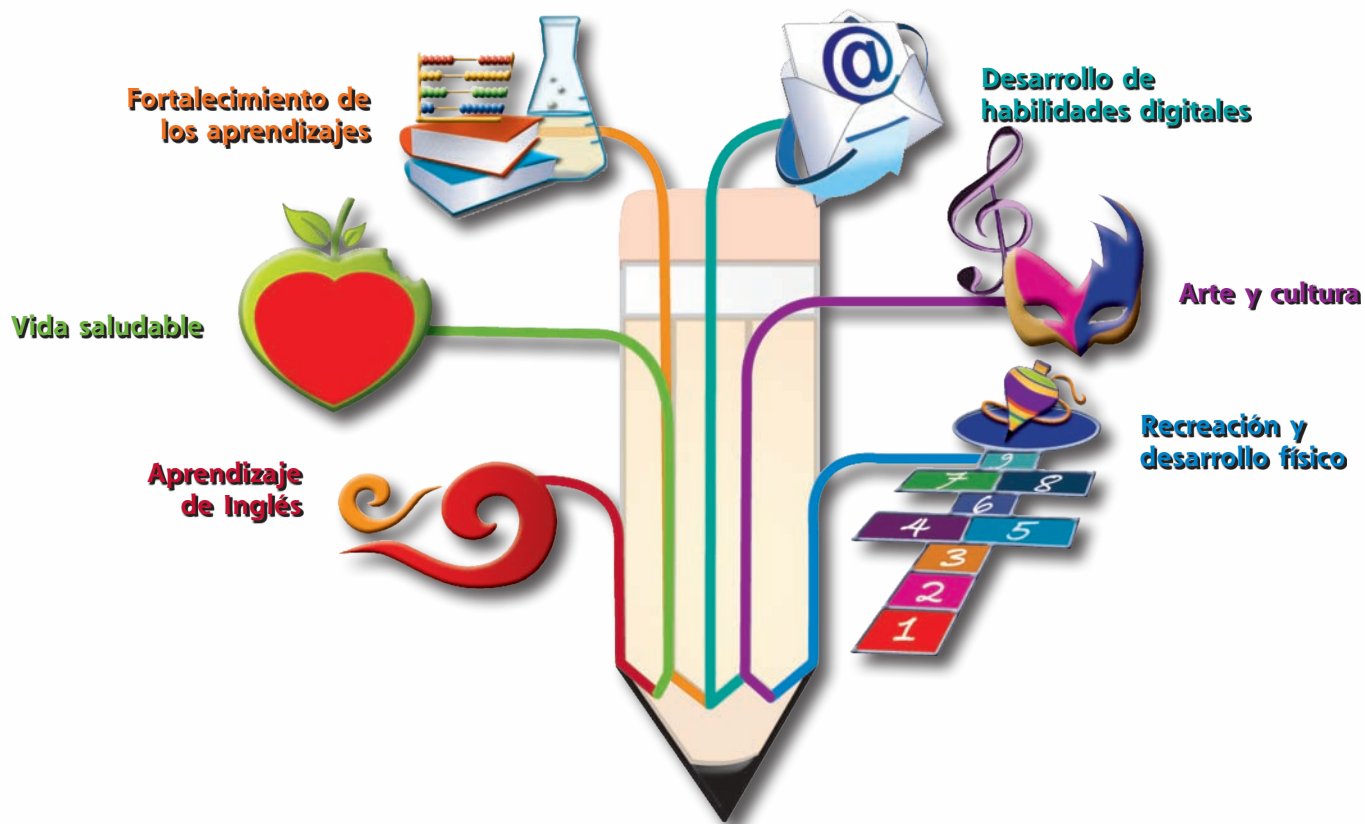 Fortalecimiento de
los aprendizajes
@
Desarrollo de
habilidades digitales
Vida saludable
Arte y cultura
Aprendizaje
de Inglés
Recreación y
desarrollo físico
9
7 8
6
4 5
3
2
1